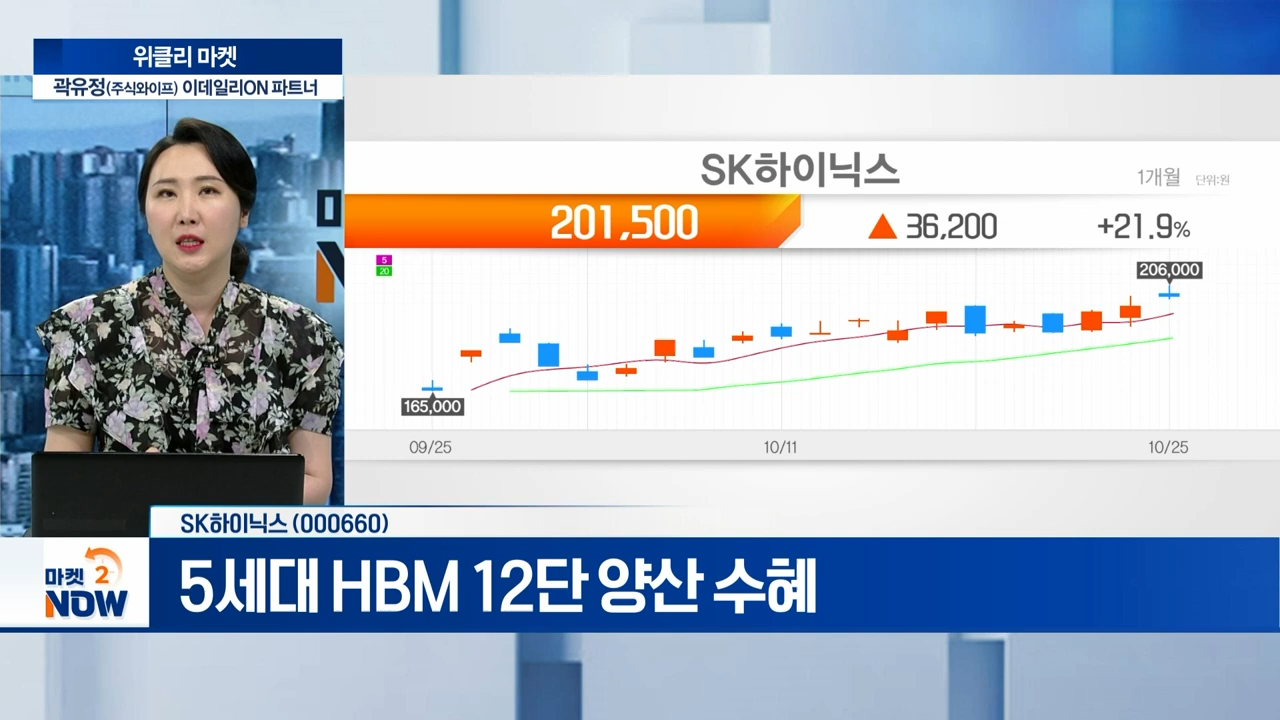 위클리 마켓
곽유정(주식와이프) 이데일리ON 파트너
SK하이닉스
1개월 단위:원
201,500 ▲ 36,200 +21.9%
5
20
206,000
165,000
09/25 10/11 10/25
SK하이닉스 (000660)
마켓 2
NOW
5세대 HBM 12단 양산 수혜